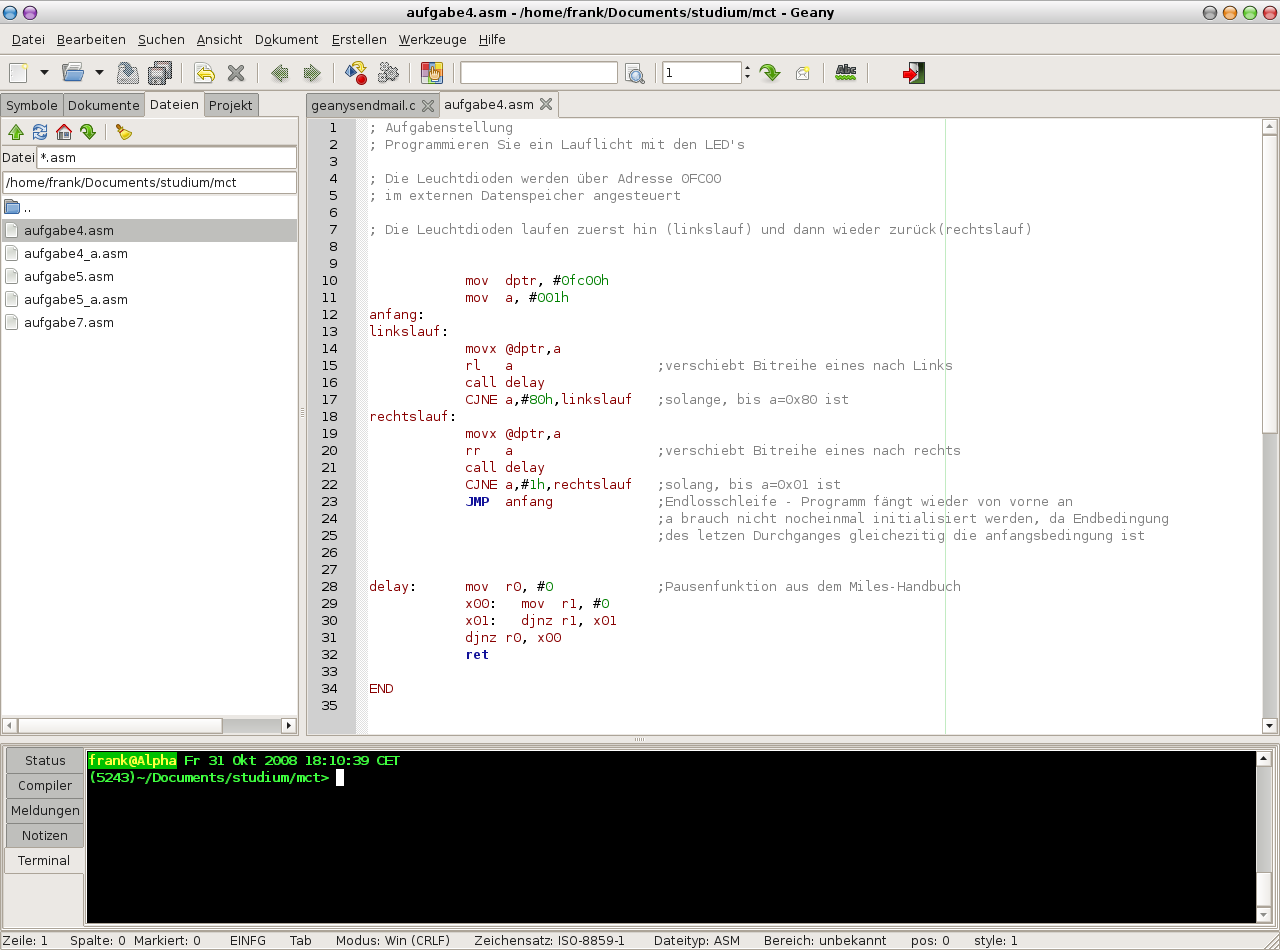 aufgabe4.asm - /home/frank/Documents/studium/mct - Geany
Datei Bearbeiten Suchen Ansicht Dokument Erstellen Werkzeuge Hilfe
1
Abc
Symbole Dokumente Dateien Projekt
geanysendmail.c aufgabe4.asm
Datei *.asm
/home/frank/Documents/studium/mct
..
aufgabe4.asm
aufgabe4_a.asm
aufgabe5.asm
aufgabe5_a.asm
aufgabe7.asm
1 ; Aufgabenstellung
2 ; Programmieren Sie ein Lauflicht mit den LED's
3
4 ; Die Leuchtdioden werden über Adresse 0FC00
5 ; im externen Datenspeicher angesteuert
6
7 ; Die Leuchtdioden laufen zuerst hin (linkslauf) und dann wieder zurück(rechtslauf)
8
9
10 mov dptr, #0fc00h
11 mov a, #001h
12 anfang:
13 linkslauf:
14 movx @dptr,a
15 rl a ;verschiebt Bitreihe eines nach Links
16 call delay
17 CJNE a,#80h,linkslauf ;solange, bis a=0x80 ist
18 rechtslauf:
19 movx @dptr,a
20 rr a ;verschiebt Bitreihe eines nach rechts
21 call delay
22 CJNE a,#1h,rechtslauf ;solang, bis a=0x01 ist
23 JMP anfang ;Endlosschleife - Programm fängt wieder von vorne an
24 ;a brauch nicht nocheinmal initialisiert werden, da Endbedingung
25 ;des letzen Durchganges gleichezitig die anfangsbedingung ist
26
27
28 delay: mov r0, #0 ;Pausenfunktion aus dem Miles-Handbuch
29 x00: mov r1, #0
30 x01: djnz r1, x01
31 djnz r0, x00
32 ret
33
34 END
35
Status
Compiler
Meldungen
Notizen
Terminal
frank@Alpha Fr 31 Okt 2008 18:10:39 CET
(5243)~/Documents/studium/mct>
Zeile: 1 Spalte: 0 Markiert: 0 EINFG Tab Modus: Win (CRLF) Zeichensatz: ISO-8859-1 Dateityp: ASM Bereich: unbekannt pos: 0 style: 1